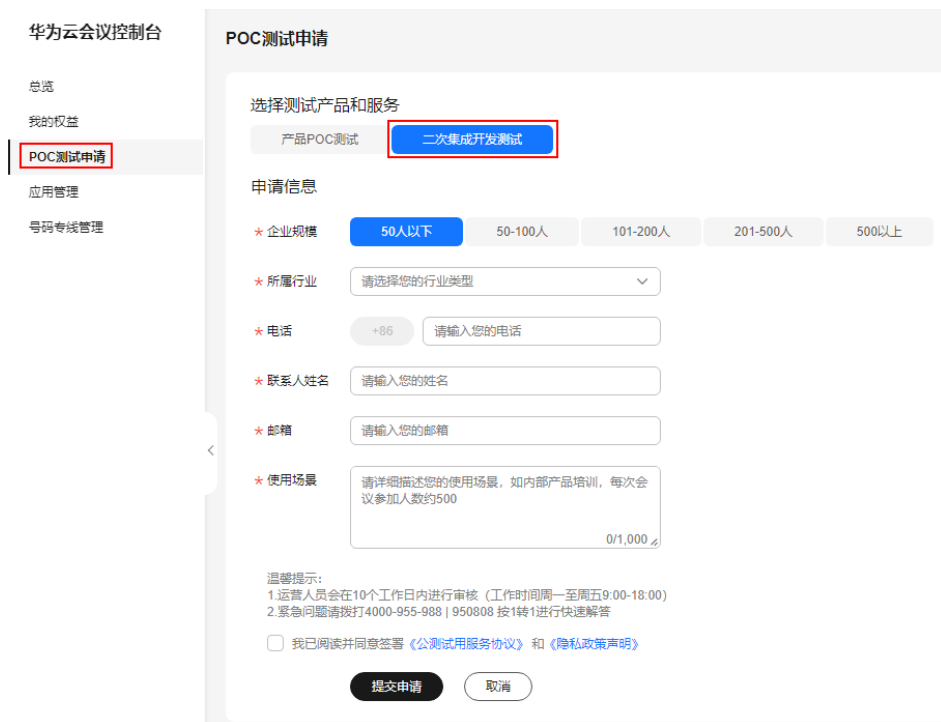 华为云会议控制台
总览
我的权益
POC测试申请
应用管理
号码专线管理
POC测试申请
选择测试产品和服务
产品POC测试 二次集成开发测试
申请信息
* 企业规模 50人以下 50-100人 101-200人 201-500人 500以上
* 所属行业 请选择您的行业类型
* 电话 +86 请输入您的电话
* 联系人姓名 请输入您的姓名
* 邮箱 请输入您的邮箱
* 使用场景 请详细描述您的使用场景，如内部产品培训，每次会
议参加人数约500
0/1,000
温馨提示：
1.运营人员会在10个工作日内进行审核（工作时间周一至周五9:00-18:00）
2.紧急问题请拨打4000-955-988 | 950808 按1转1进行快速解答
我已阅读并同意签署《公测试用服务协议》 和《隐私政策声明》
提交申请 取消